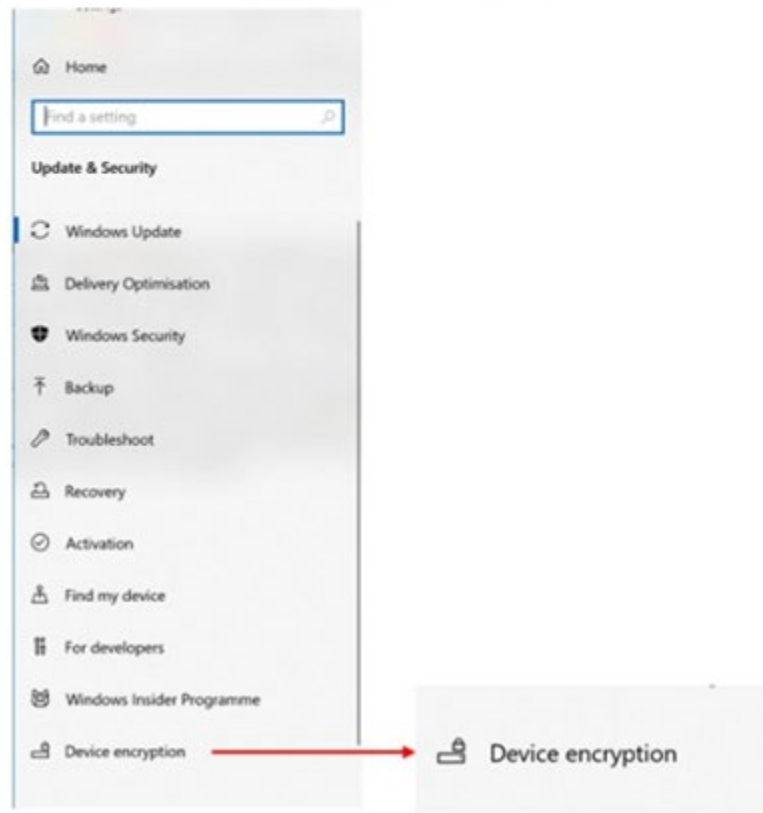 Home
Find a setting
Update & Security
Windows Update
Delivery Optimisation
Windows Security
Backup
Troubleshoot
Recovery
Activation
Find my device
For developers
Windows Insider Programme
Device encryption
Device encryption